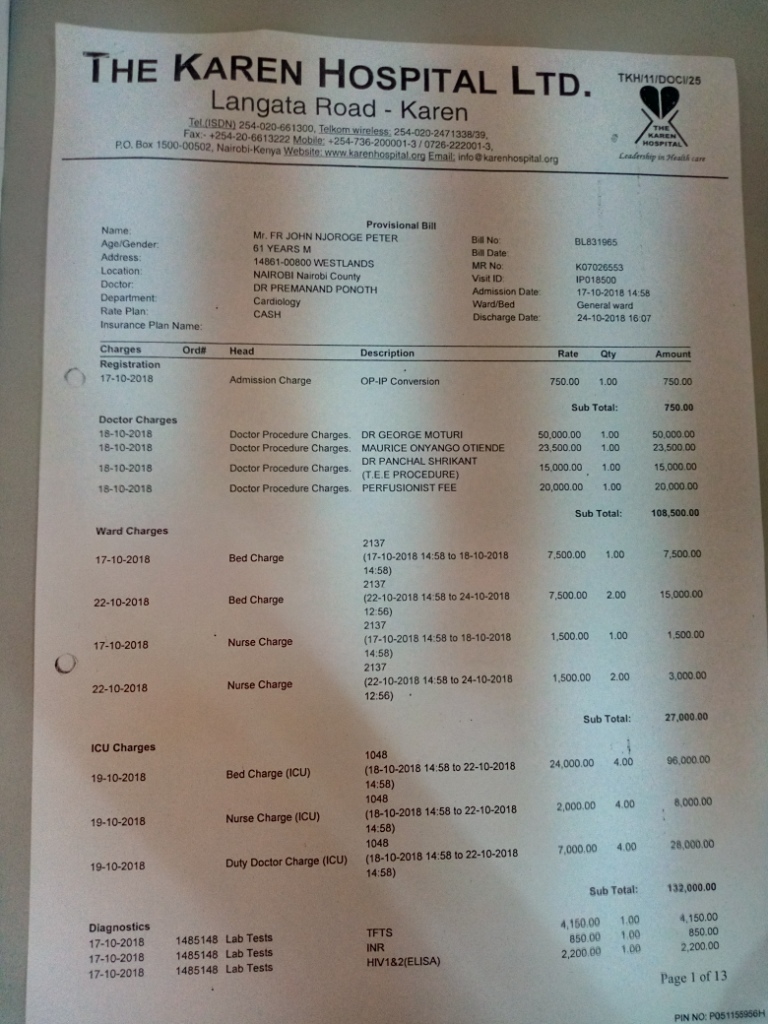 THE KAREN HOSPITAL LTD.
TKH/11/DOCI/25
Langata Road - Karen
Tel.(ISDN) 254-020-661300, Telkom wireless: 254-020-2471338/39,
Fax:- +254-20-6613222 Mobile: +254-736-200001-3 / 0726-222001-3,
P.O. Box 1500-00502, Nairobi-Kenya Website: www.karenhospital.org Email: info@karenhospital.org
THE
KAREN
HOSPITAL
Leadership in Health care
Provisional Bill
Name: Mr. FR JOHN NJOROGE PETER Bill No: BL831965
Age/Gender: 61 YEARS M Bill Date:
Address: 14861-00800 WESTLANDS MR No: K07026553
Location: NAIROBI Nairobi County Visit ID: IP018500
Doctor: DR PREMANAND PONOTH Admission Date: 17-10-2018 14:58
Department: Cardiology Ward/Bed General ward
Rate Plan: CASH Discharge Date: 24-10-2018 16:07
Insurance Plan Name:
Charges Ord# Head Description Rate Qty Amount
Registration
17-10-2018 Admission Charge OP-IP Conversion 750.00 1.00 750.00
Sub Total: 750.00
Doctor Charges
18-10-2018 Doctor Procedure Charges. DR GEORGE MOTURI 50,000.00 1.00 50,000.00
18-10-2018 Doctor Procedure Charges. MAURICE ONYANGO OTIENDE 23,500.00 1.00 23,500.00
18-10-2018 Doctor Procedure Charges. DR PANCHAL SHRIKANT 15,000.00 1.00 15,000.00
(T.E.E PROCEDURE)
18-10-2018 Doctor Procedure Charges. PERFUSIONIST FEE 20,000.00 1.00 20,000.00
Sub Total: 108,500.00
Ward Charges
2137
17-10-2018 Bed Charge (17-10-2018 14:58 to 18-10-2018 7,500.00 1.00 7,500.00
14:58)
2137
22-10-2018 Bed Charge (22-10-2018 14:58 to 24-10-2018 7,500.00 2.00 15,000.00
12:56)
2137
17-10-2018 Nurse Charge (17-10-2018 14:58 to 18-10-2018 1,500.00 1.00 1,500.00
14:58)
2137
22-10-2018 Nurse Charge (22-10-2018 14:58 to 24-10-2018 1,500.00 2.00 3,000.00
12:56)
Sub Total: 27,000.00
ICU Charges
1048
19-10-2018 Bed Charge (ICU) (18-10-2018 14:58 to 22-10-2018 24,000.00 4.00 96,000.00
14:58)
1048
19-10-2018 Nurse Charge (ICU) (18-10-2018 14:58 to 22-10-2018 2,000.00 4.00 8,000.00
14:58)
1048
19-10-2018 Duty Doctor Charge (ICU) (18-10-2018 14:58 to 22-10-2018 7,000.00 4.00 28,000.00
14:58)
Sub Total: 132,000.00
Diagnostics
17-10-2018 1485148 Lab Tests TFTS 4,150.00 1.00 4,150.00
17-10-2018 1485148 Lab Tests INR 850.00 1.00 850.00
17-10-2018 1485148 Lab Tests HIV1&2(ELISA) 2,200.00 1.00 2,200.00
Page 1 of 13
PIN NO: P051155956H